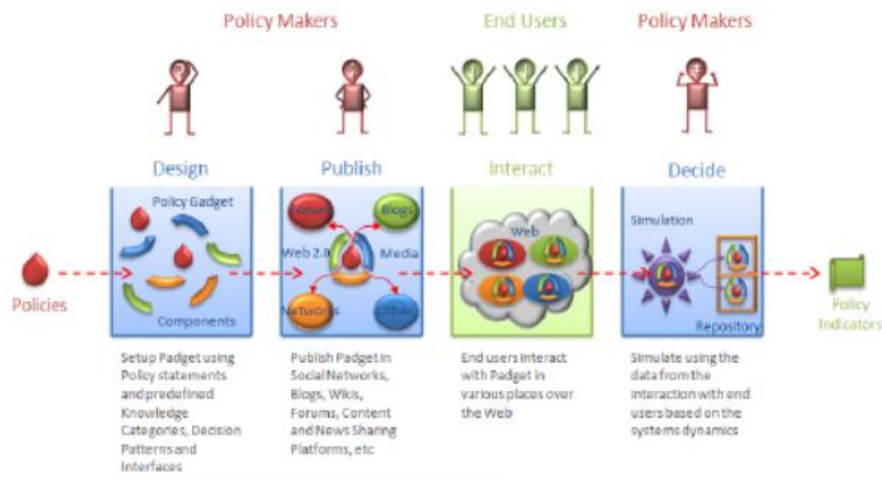 Policy Makers
End Users
Policy Makers
Design
Publish
Interact
Decide
Policy Gadget
Components
Forums
Blogs
Web 2.0
Media
Networks
Other
Web
Simulation
Repository
Policies
Policy
Indicators
Setup Padget using
Policy statements
and predefined
Knowledge
Categories, Decision
Patterns and
Interfaces
Publish Padget in
Social Networks,
Blogs, Wikis,
Forums, Content
and News Sharing
Platforms, etc
End users interact
with Padget in
various places over
the Web
Simulate using the
data from the
interaction with end
users based on the
systems dynamics